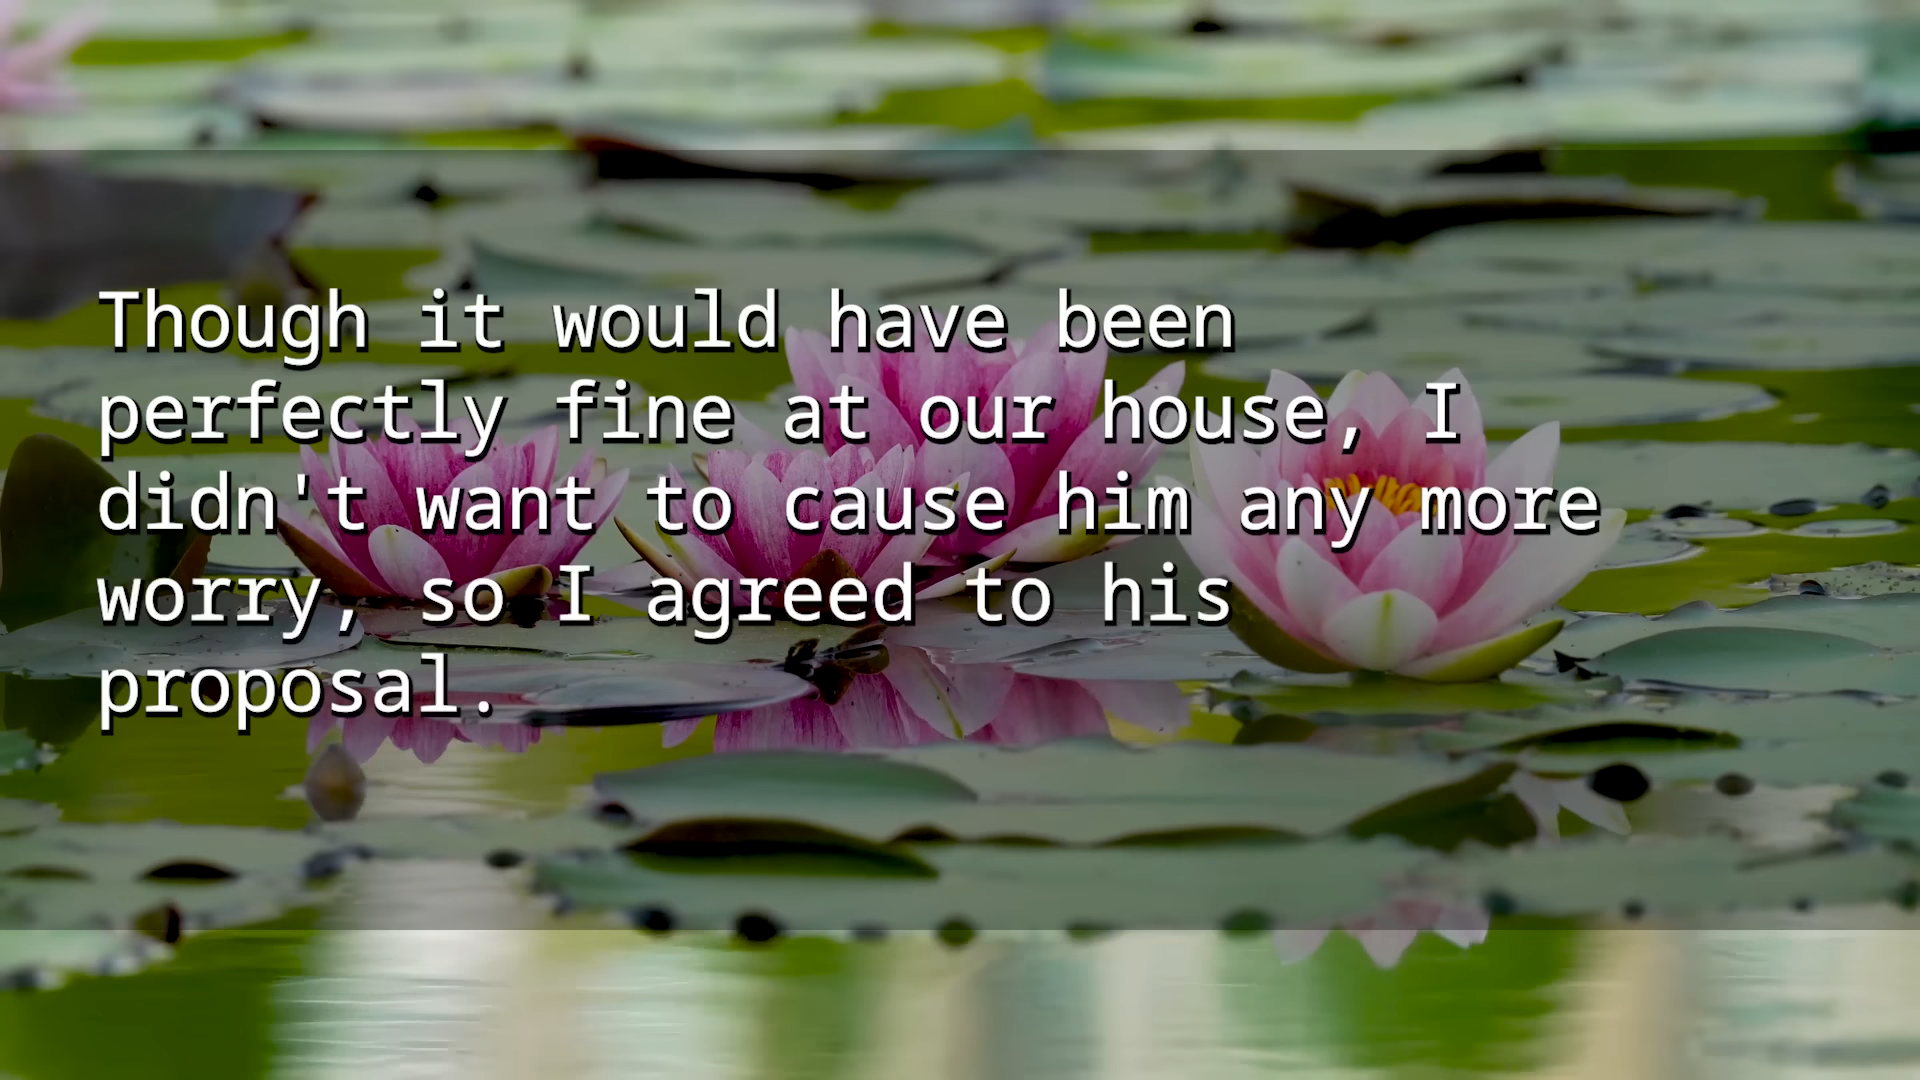 Though it would have been
perfectly fine at our house, I
didn't want to cause him any more
worry, so I agreed to his
proposal.